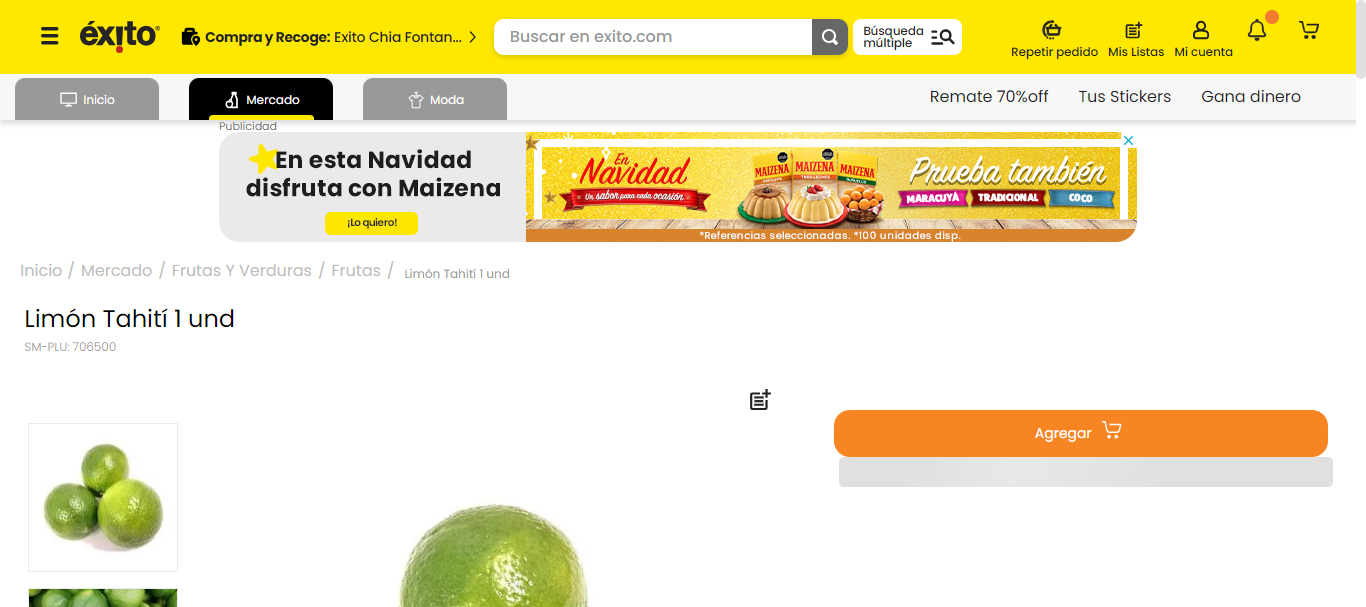 éxito
Compra y Recoge: Exito Chia Fontan...
Buscar en exito.com
Búsqueda
múltiple
Repetir pedido
Mis Listas
Mi cuenta
Inicio
Mercado
Moda
Remate 70%off
Tus Stickers
Gana dinero
Publicidad
En esta Navidad
disfruta con Maizena
¡Lo quiero!
En
Navidad
Un sabor para cada ocasión
MAIZENA
MAIZENA
MAIZENA
Prueba también
MARACUYÁ
TRADICIONAL
COCO
*Referencias seleccionadas. *100 unidades disp.
Inicio / Mercado / Frutas Y Verduras / Frutas / Limón Tahití 1 und
Limón Tahití 1 und
SM-PLU: 706500
Agregar